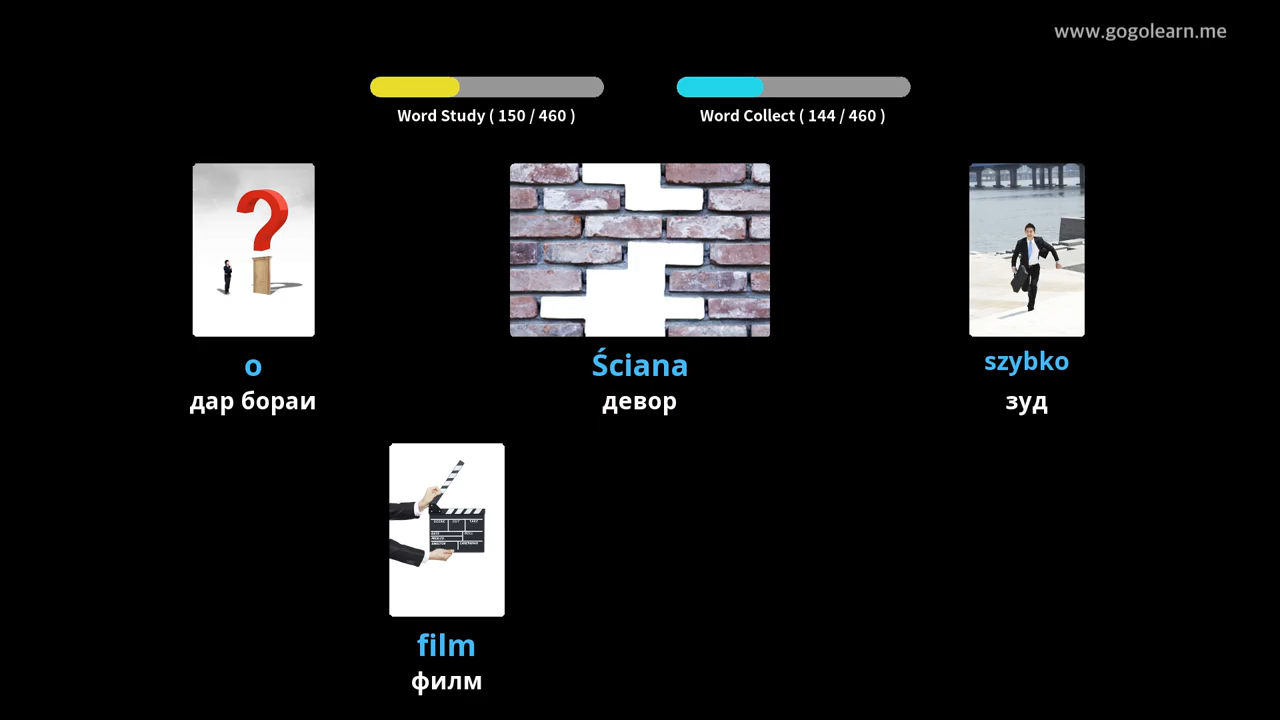 www.gogolearn.me
Word Study ( 150 / 460 )
Word Collect ( 144 / 460 )
o
дар бораи
Ściana
девор
szybko
зуд
film
филм